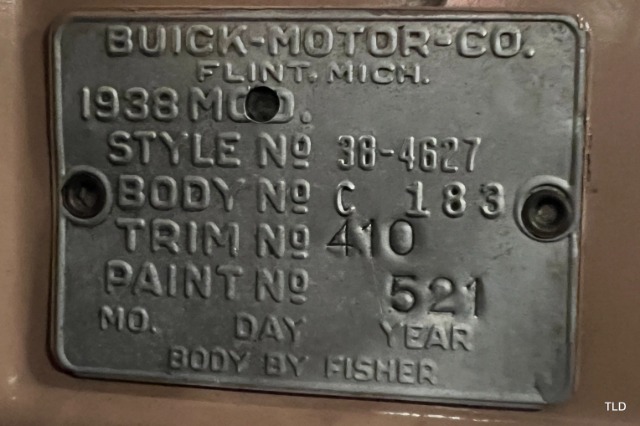 BUICK-MOTOR-CO.
FLINT. MICH.
1938 MOD.
STYLE Nº 38-4627
BODY Nº C 183
TRIM Nº 410
PAINT Nº 521
MO. DAY YEAR
BODY BY FISHER
TLD